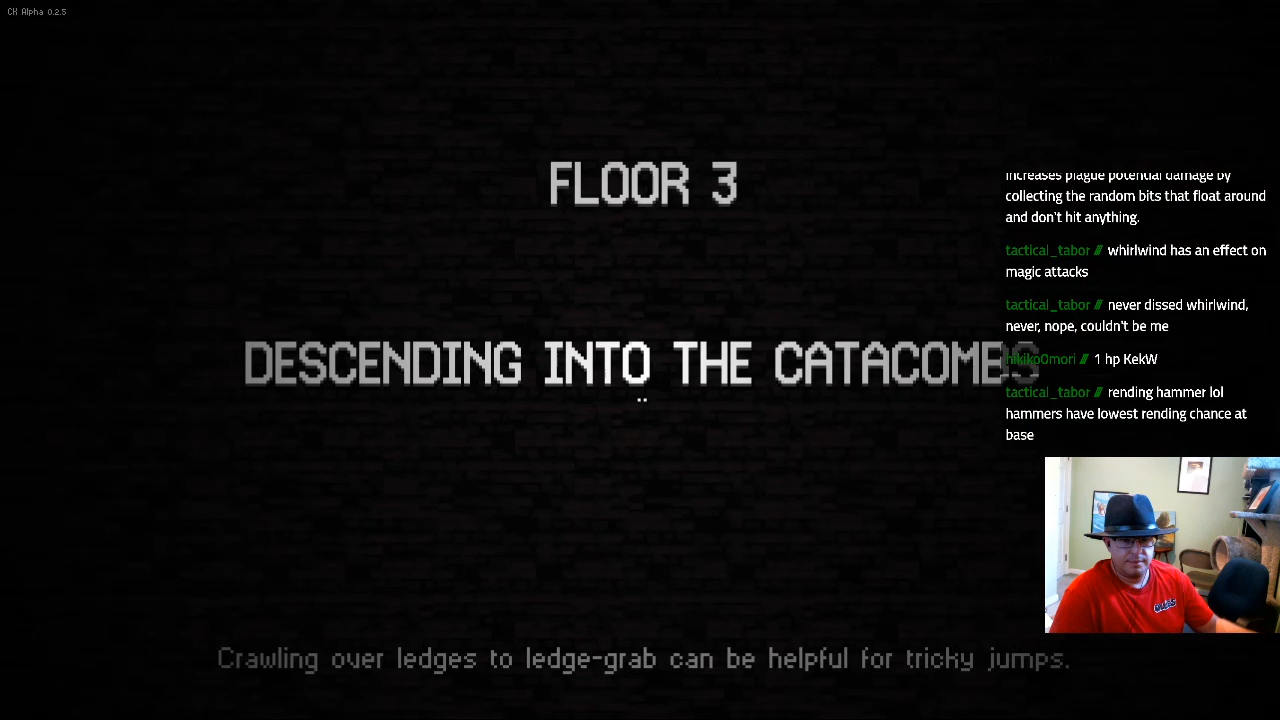 CK Alpha 0.2.5
FLOOR 3
DESCENDING INTO THE CATACOMBS
..
Crawling over ledges to ledge-grab can be helpful for tricky jumps.
increases plague potential damage by
collecting the random bits that float around
and don't hit anything.
tactical_tabor /// whirlwind has an effect on
magic attacks
tactical_tabor /// never dissed whirlwind,
never, nope, couldn't be me
hikiko0mori /// 1 hp KekW
tactical_tabor /// rending hammer lol
hammers have lowest rending chance at
base